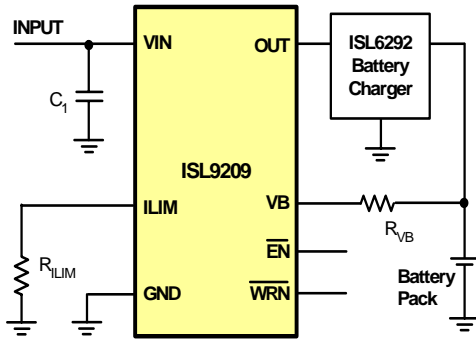 INPUT
C1
VIN
OUT
ISL6292
Battery
Charger
ISL9209
ILIM
VB
RVB
RILIM
EN
GND
WRN
Battery
Pack